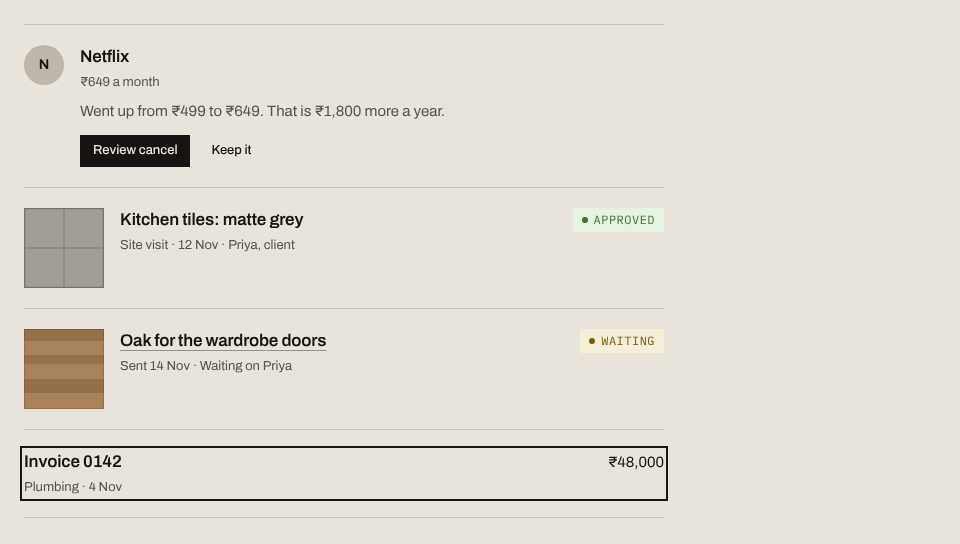 N
Netflix
₹649 a month
Went up from ₹499 to ₹649. That is ₹1,800 more a year.
Review cancel
Keep it
Kitchen tiles: matte grey
APPROVED
Site visit · 12 Nov · Priya, client
Oak for the wardrobe doors
WAITING
Sent 14 Nov · Waiting on Priya
Invoice 0142
₹48,000
Plumbing · 4 Nov